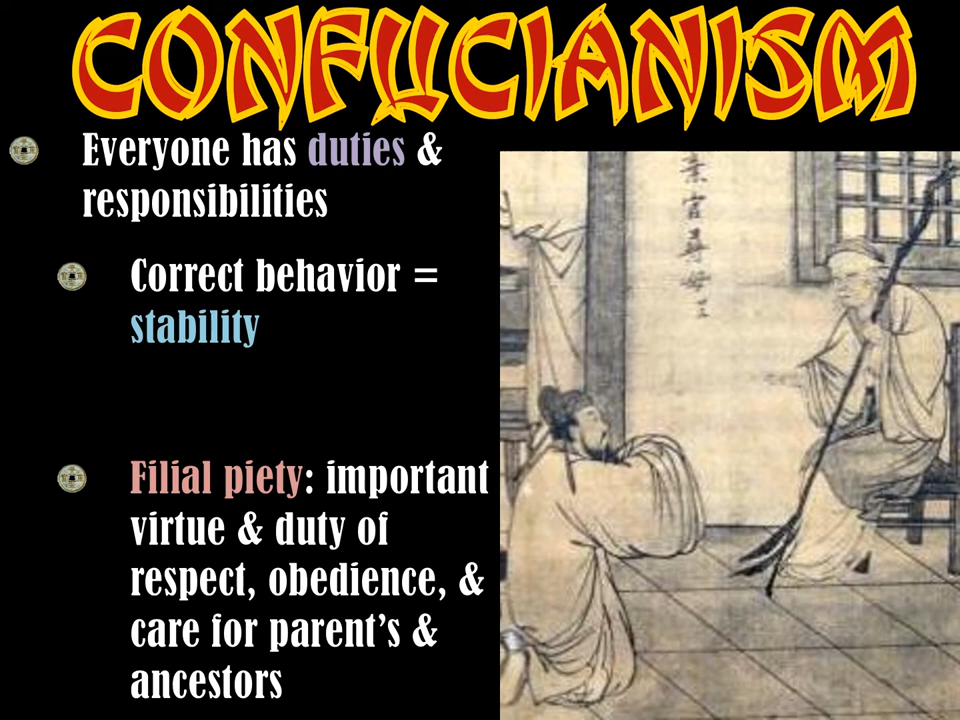 CONFUCIANISM
Everyone has duties &
responsibilities
Correct behavior =
stability
Filial piety: important
virtue & duty of
respect, obedience, &
care for parent's &
ancestors